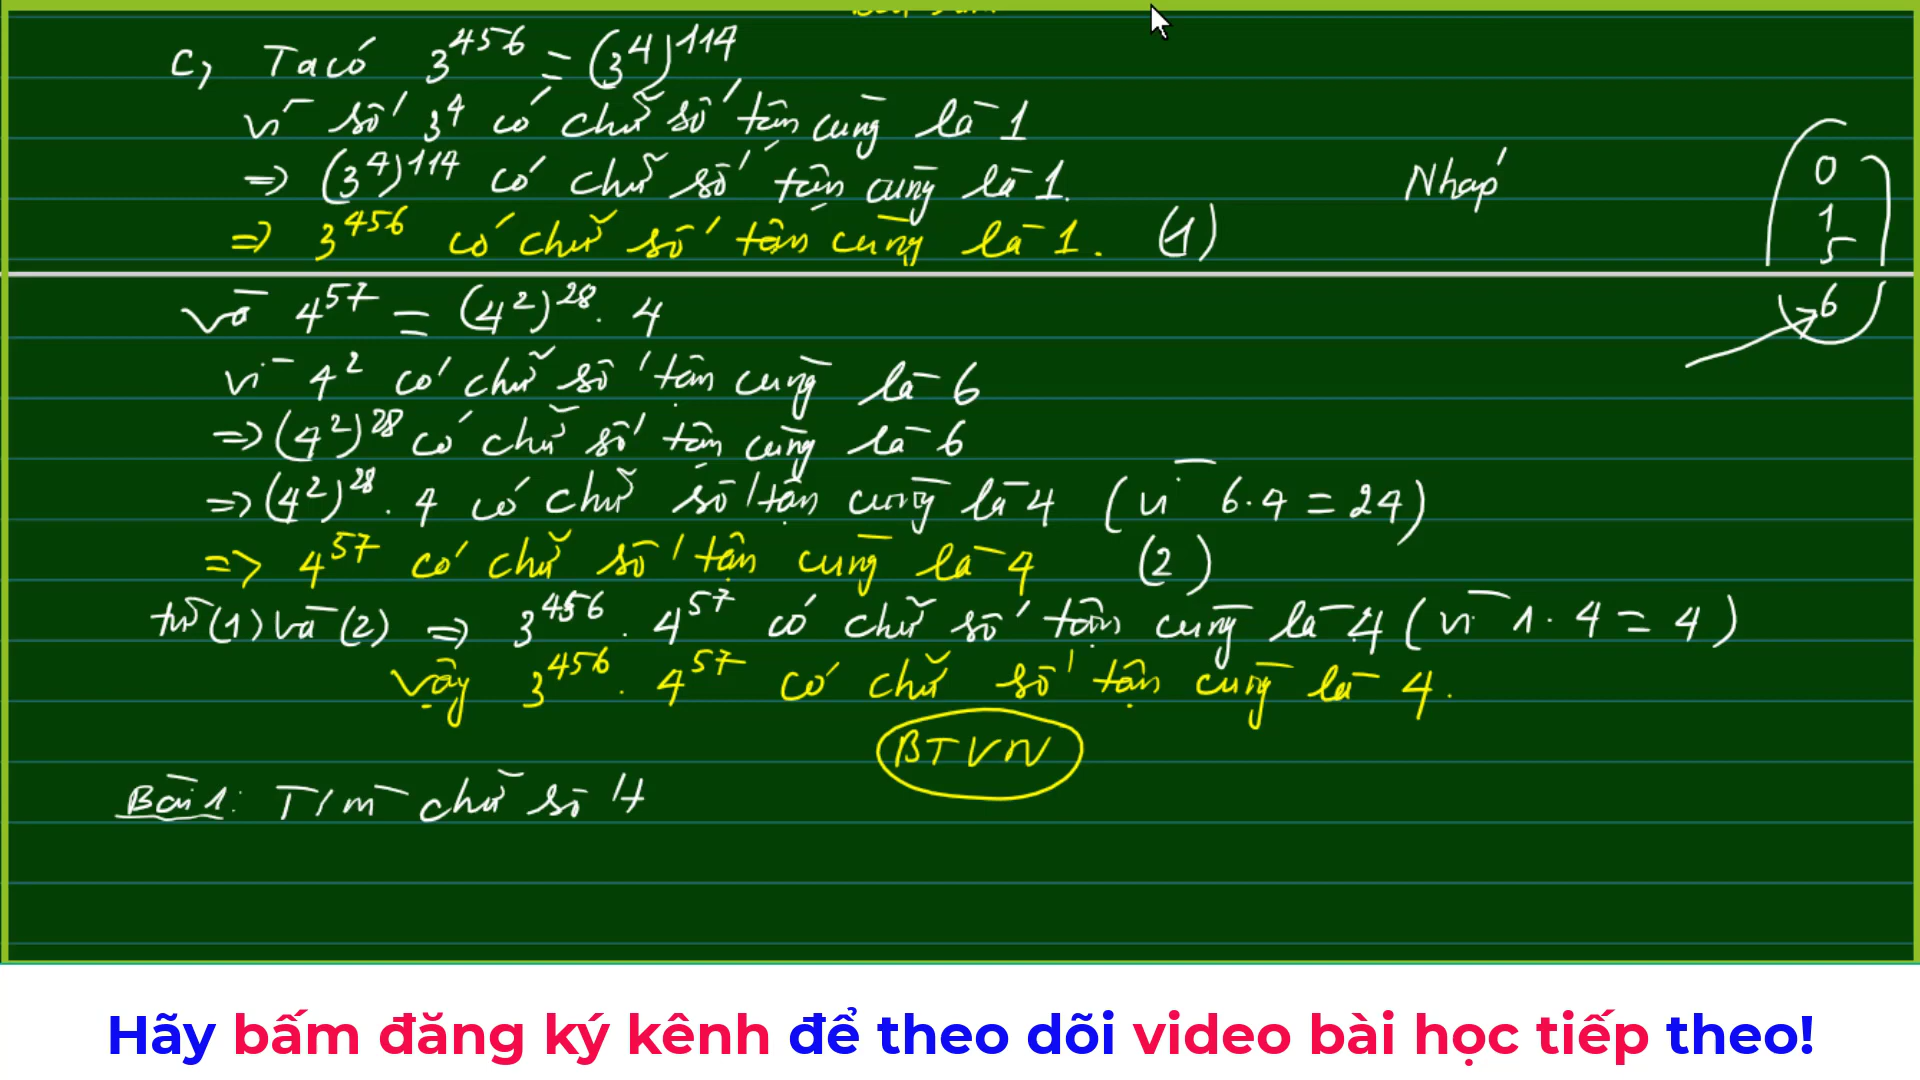 c, Ta có 3^456 = (3^4)^114
vì số 3^4 có chữ số tận cùng là 1
=> (3^4)^114 có chữ số tận cùng là 1.
=> 3^456 có chữ số tận cùng là 1. (1)
Nháp
0
1
5
6
Và 4^57 = (4^2)^28 . 4
vì 4^2 có chữ số tận cùng là 6
=> (4^2)^28 có chữ số tận cùng là 6
=> (4^2)^28 . 4 có chữ số tận cùng là 4 (vì 6.4 = 24)
=> 4^57 có chữ số tận cùng là 4 (2)
từ (1) và (2) => 3^456 . 4^57 có chữ số tận cùng là 4 (vì 1.4 = 4)
Vậy 3^456 . 4^57 có chữ số tận cùng là 4.
BTVN
Bài 1: Tìm chữ số t
Hãy bấm đăng ký kênh để theo dõi video bài học tiếp theo!